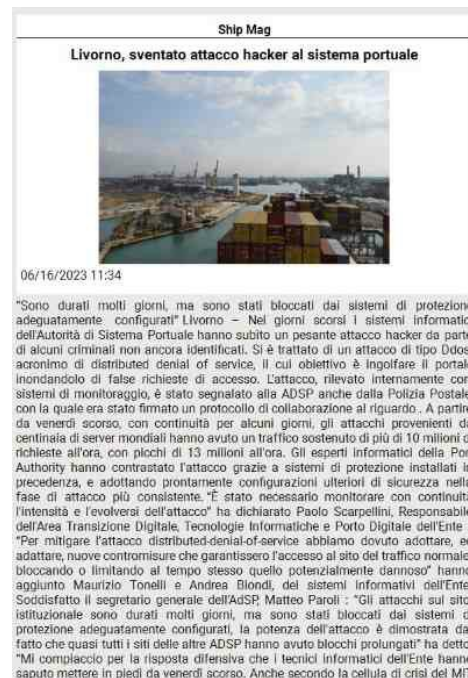 Ship Mag
Livorno, sventato attacco hacker al sistema portuale
06/16/2023 11:34
"Sono durati molti giorni, ma sono stati bloccati dai sistemi di protezione
adeguatamente configurati" Livorno – Nei giorni scorsi i sistemi informatic
dell'Autorità di Sistema Portuale hanno subito un pesante attacco hacker da parte
di alcuni criminali non ancora identificati. Si è trattato di un attacco di tipo Ddos
acronimo di distributed denial of service, il cui obiettivo è ingolfare il portale
inondandolo di false richieste di accesso. L'attacco, rilevato internamente con
sistemi di monitoraggio, è stato segnalato alla ADSP anche dalla Polizia Postale
con la quale era stato firmato un protocollo di collaborazione al riguardo . A partire
da venerdì scorso, con continuità per alcuni giorni, gli attacchi provenienti da
centinaia di server mondiali hanno avuto un traffico sostenuto di più di 10 milioni d
richieste all'ora, con picchi di 13 milioni all'ora. Gli esperti informatici della Port
Authority hanno contrastato l'attacco grazie a sistemi di protezione installati in
precedenza, e adottando prontamente configurazioni ulteriori di sicurezza nella
fase di attacco più consistente. "È stato necessario monitorare con continuità
l'intensità e l'evolversi dell'attacco" ha dichiarato Paolo Scarpellini, Responsabile
dell'Area Transizione Digitale, Tecnologie Informatiche e Porto Digitale dell'Ente .
"Per mitigare l'attacco distributed-denial-of-service abbiamo dovuto adottare, ed
adattare, nuove contromisure che garantissero l'accesso al sito del traffico normale,
bloccando o limitando al tempo stesso quello potenzialmente dannoso" hanno
aggiunto Maurizio Tonelli e Andrea Biondi, dei sistemi informativi dell'Ente.
Soddisfatto il segretario generale dell'AdSP, Matteo Paroli : "Gli attacchi sul sito
istituzionale sono durati molti giorni, ma sono stati bloccati dai sistemi di
protezione adeguatamente configurati, la potenza dell'attacco è dimostrata dal
fatto che quasi tutti i siti delle altre ADSP hanno avuto blocchi prolungati" ha detto.
"Mi compiaccio per la risposta difensiva che i tecnici informatici dell'Ente hanno
saputo mettere in piedi da venerdì scorso. Anche secondo la cellula di crisi del MIT